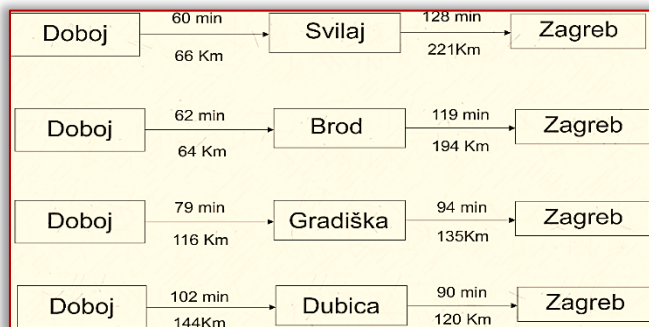 60 min 128 min
Doboj Svilaj Zagreb
66 Km 221Km
62 min 119 min
Doboj Brod Zagreb
64 Km 194 Km
79 min 94 min
Doboj Gradiška Zagreb
116 Km 135Km
102 min 90 min
Doboj Dubica Zagreb
144Km 120 Km